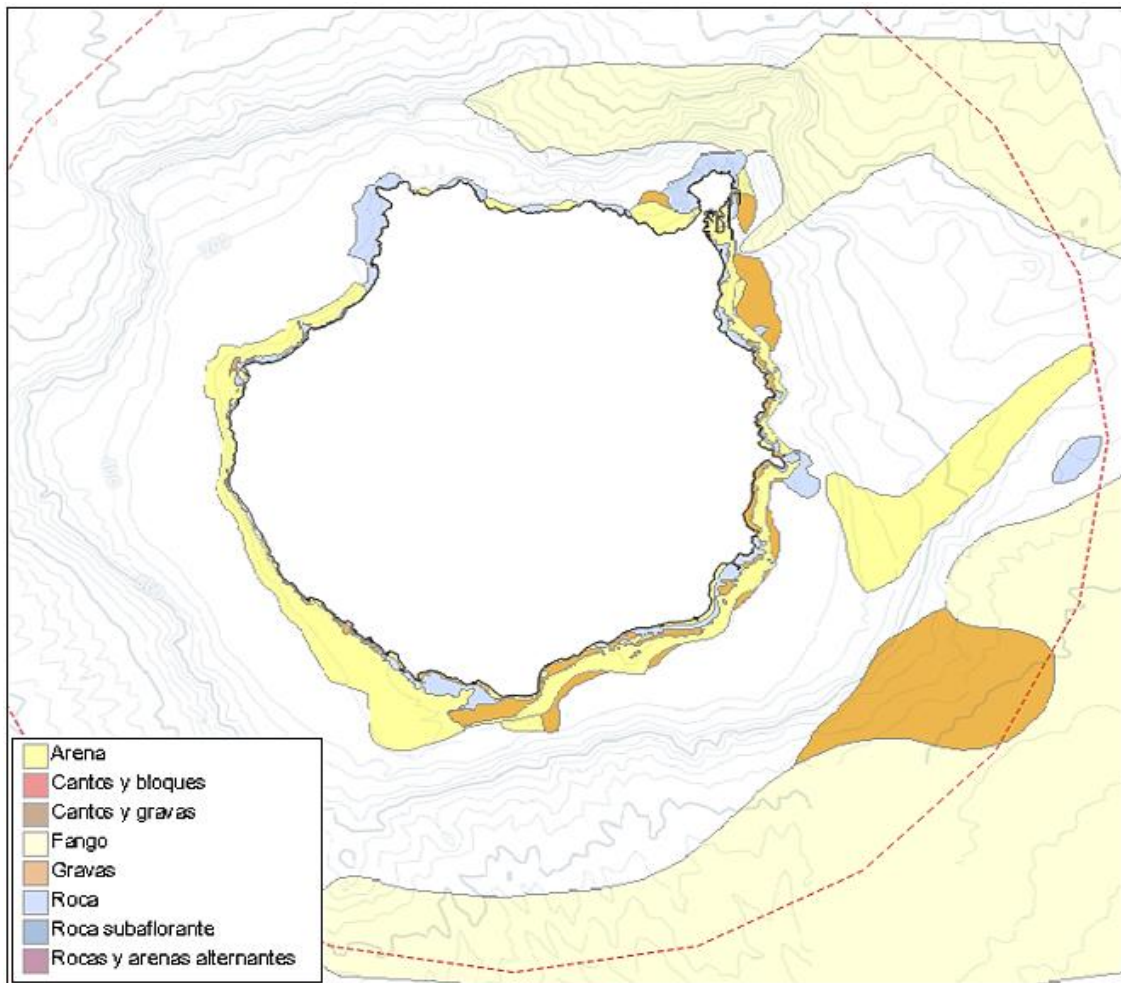 Arena
Cantos y bloques
Cantos y gravas
Fango
Gravas
Roca
Roca subaflorante
Rocas y arenas alternantes